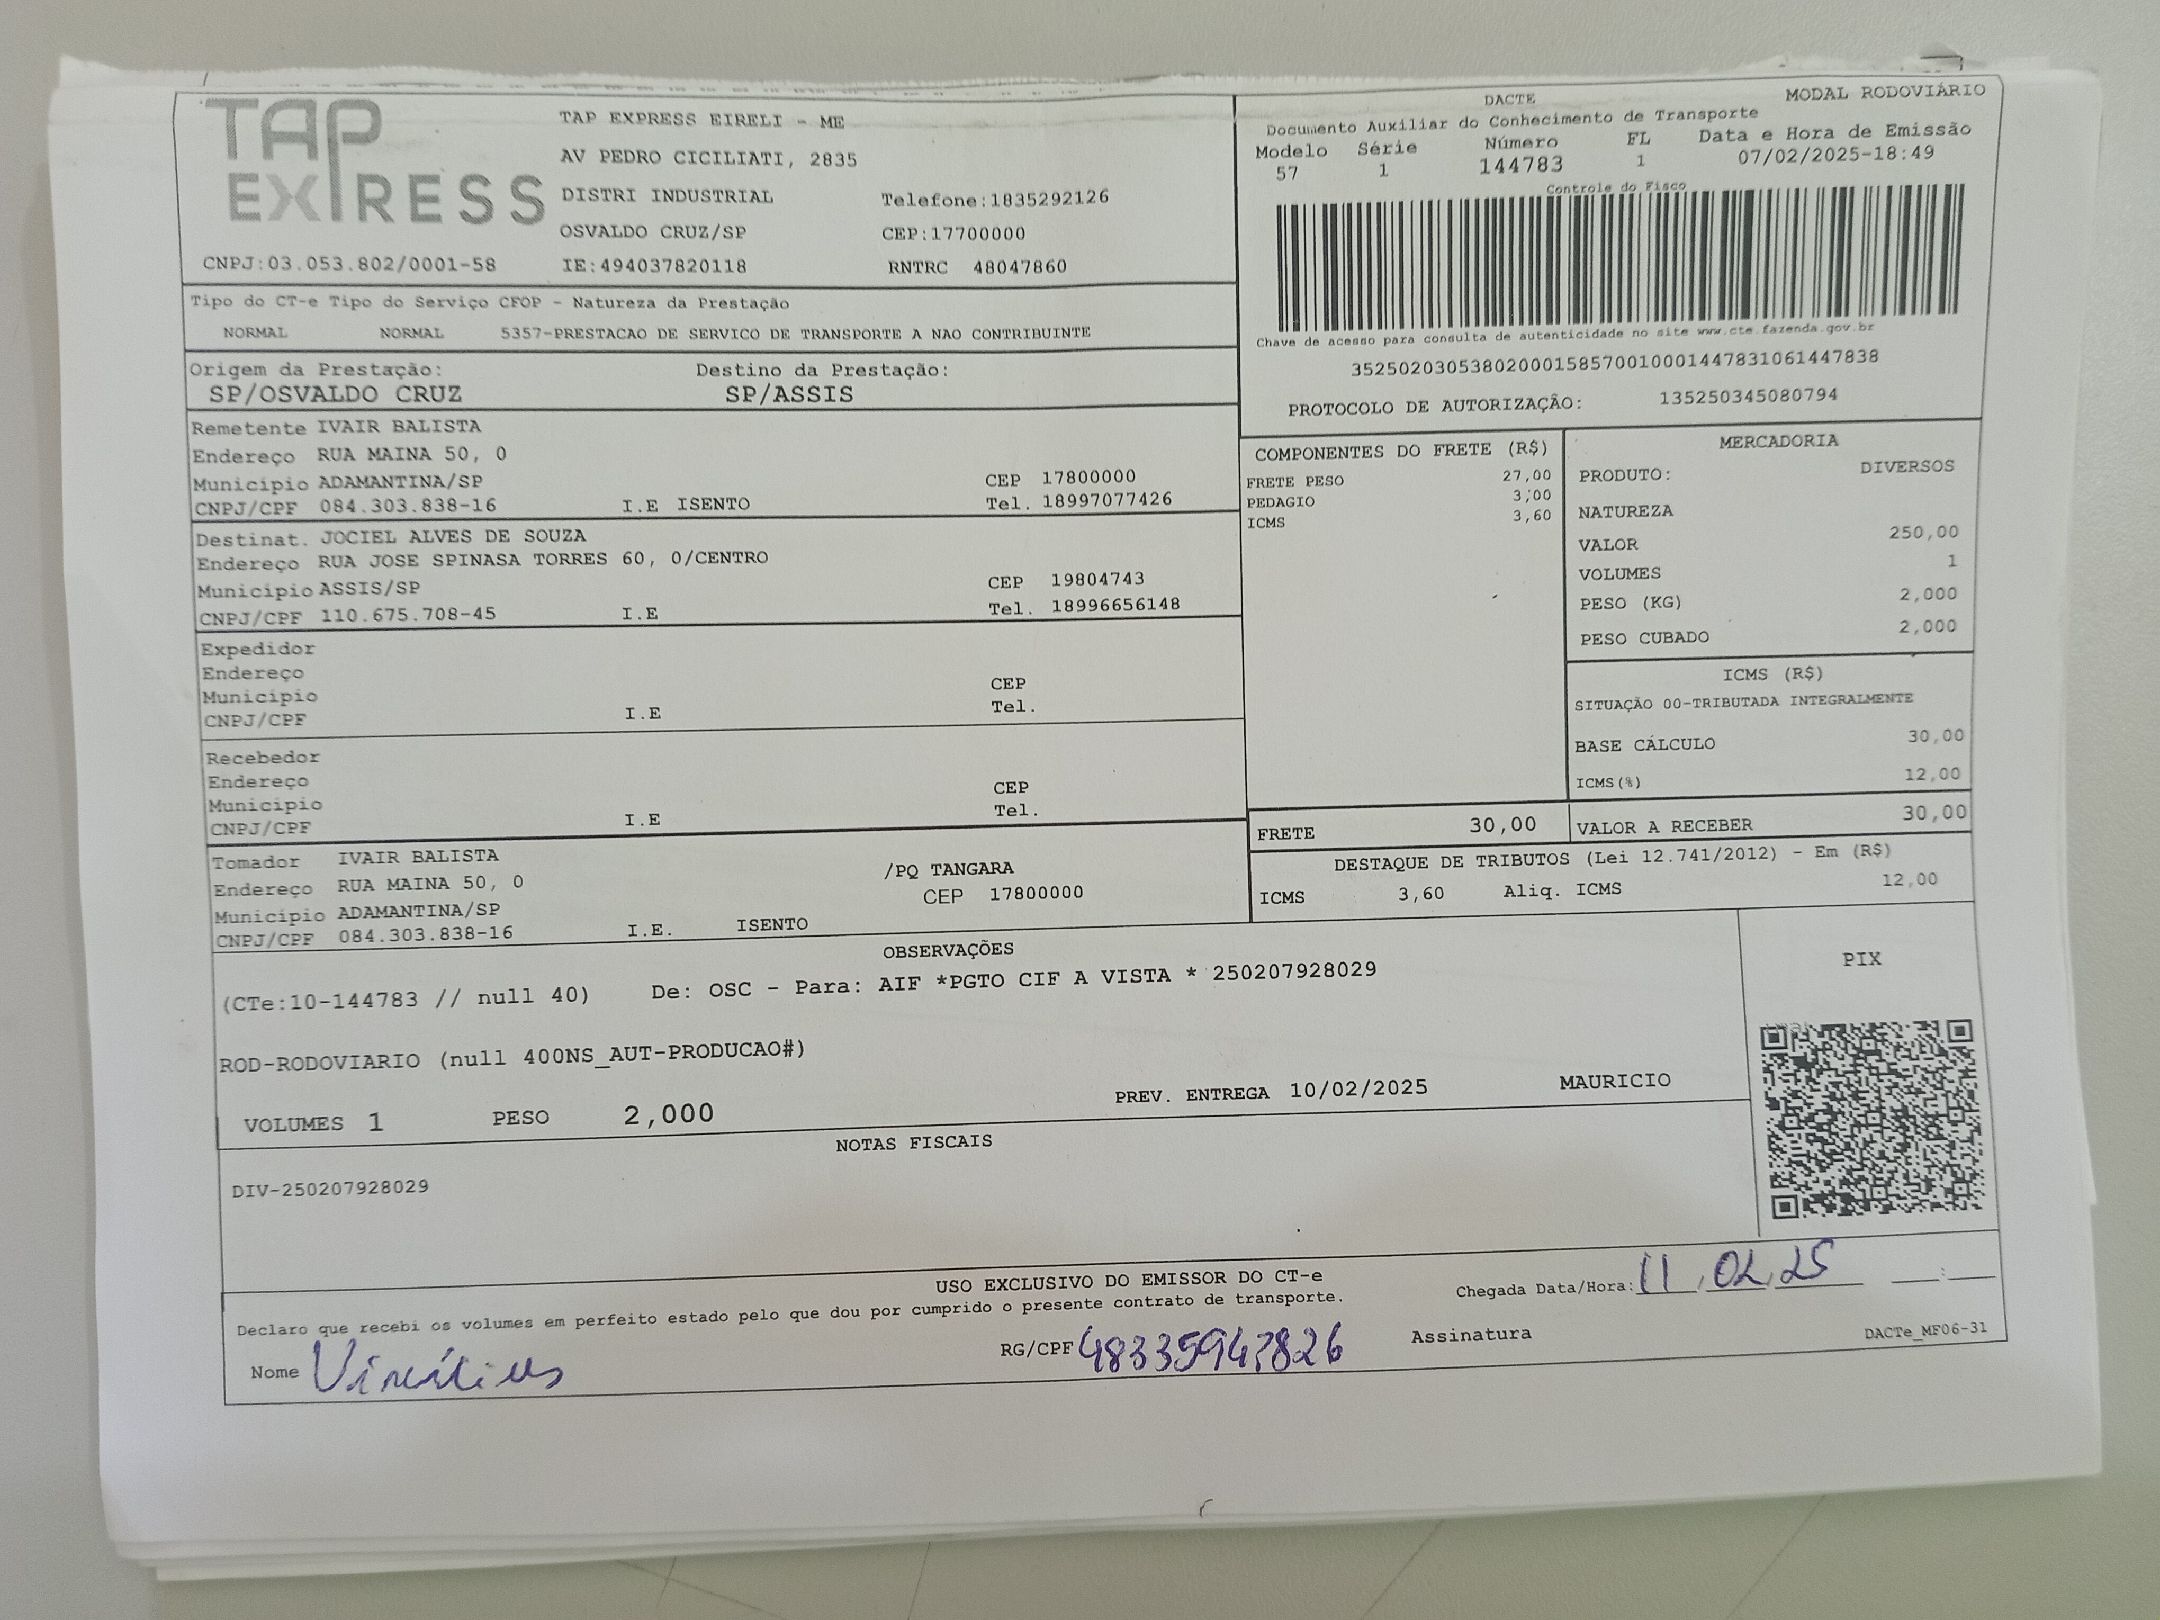 TAP EXPRESS
TAP EXPRESS EIRELI - ME
AV PEDRO CICILIATI, 2835
DISTRI INDUSTRIAL Telefone:1835292126
OSVALDO CRUZ/SP CEP:17700000
CNPJ:03.053.802/0001-58 IE:494037820118 RNTRC 48047860
DACTE MODAL RODOVIÁRIO
Documento Auxiliar do Conhecimento de Transporte
Modelo Série Número FL Data e Hora de Emissão
57 1 144783 1 07/02/2025-18:49
Controle do Fisco
Chave de acesso para consulta de autenticidade no site www.cte.fazenda.gov.br
35250203053802000158570010001447831061447838
PROTOCOLO DE AUTORIZAÇÃO: 135250345080794
Tipo do CT-e Tipo do Serviço CFOP - Natureza da Prestação
NORMAL NORMAL 5357-PRESTACAO DE SERVICO DE TRANSPORTE A NAO CONTRIBUINTE
Origem da Prestação: Destino da Prestação:
SP/OSVALDO CRUZ SP/ASSIS
Remetente IVAIR BALISTA
Endereço RUA MAINA 50, 0
Município ADAMANTINA/SP CEP 17800000
CNPJ/CPF 084.303.838-16 I.E ISENTO Tel. 18997077426
Destinat. JOCIEL ALVES DE SOUZA
Endereço RUA JOSE SPINASA TORRES 60, 0/CENTRO
Município ASSIS/SP CEP 19804743
CNPJ/CPF 110.675.708-45 I.E Tel. 18996656148
Expedidor
Endereço
Município CEP
CNPJ/CPF I.E Tel.
Recebedor
Endereço
Município CEP
CNPJ/CPF I.E Tel.
Tomador IVAIR BALISTA
Endereço RUA MAINA 50, 0 /PQ TANGARA
Município ADAMANTINA/SP CEP 17800000
CNPJ/CPF 084.303.838-16 I.E. ISENTO
COMPONENTES DO FRETE (R$)
FRETE PESO 27,00
PEDAGIO 3,00
ICMS 3,60
MERCADORIA
PRODUTO: DIVERSOS
NATUREZA
VALOR 250,00
VOLUMES 1
PESO (KG) 2,000
PESO CUBADO 2,000
ICMS (R$)
SITUAÇÃO 00-TRIBUTADA INTEGRALMENTE
BASE CÁLCULO 30,00
ICMS(%) 12,00
FRETE 30,00 VALOR A RECEBER 30,00
DESTAQUE DE TRIBUTOS (Lei 12.741/2012) - Em (R$)
ICMS 3,60 Aliq. ICMS 12,00
OBSERVAÇÕES
(CTe:10-144783 // null 40) De: OSC - Para: AIF *PGTO CIF A VISTA * 250207928029
ROD-RODOVIARIO (null 400NS_AUT-PRODUCAO#)
PREV. ENTREGA 10/02/2025 MAURICIO
VOLUMES 1 PESO 2,000
PIX
NOTAS FISCAIS
DIV-250207928029
USO EXCLUSIVO DO EMISSOR DO CT-e
Declaro que recebi os volumes em perfeito estado pelo que dou por cumprido o presente contrato de transporte.
Chegada Data/Hora: 11/02/25
Nome Vinícius RG/CPF 48335947826 Assinatura
DACTe_MF06-31